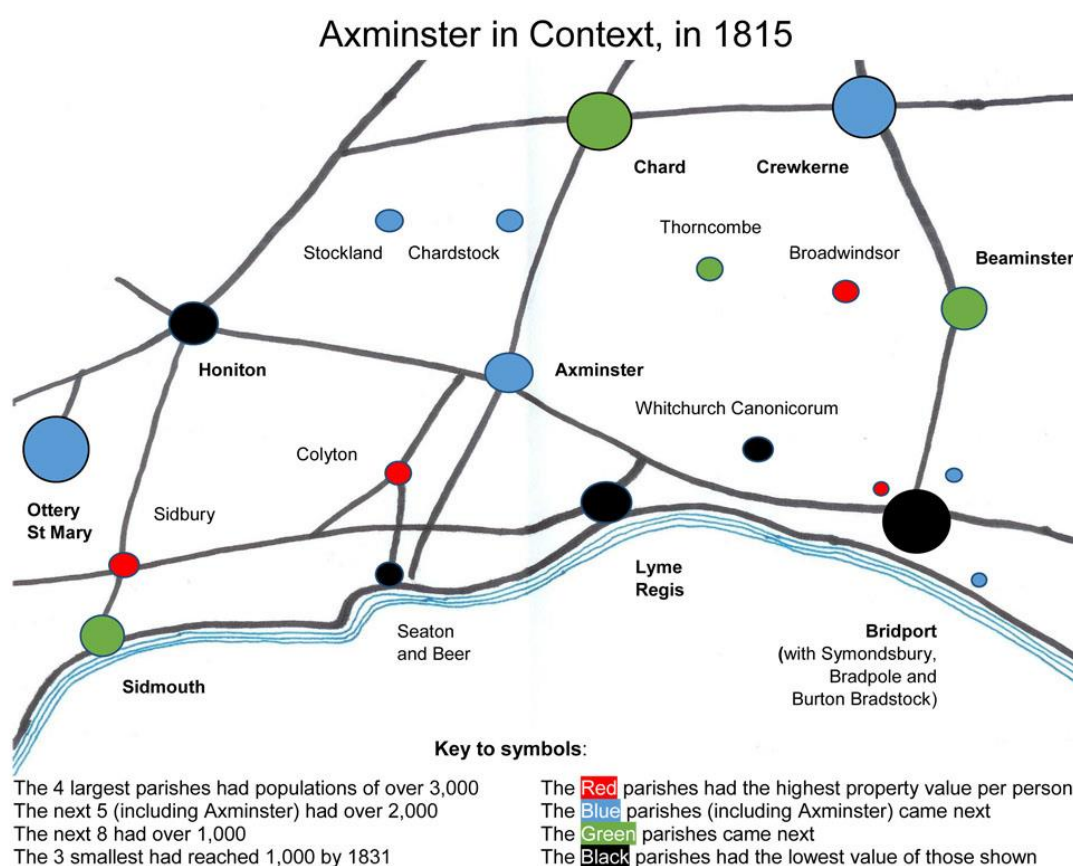 Axminster in Context, in 1815
Chard
Crewkerne
Thorncombe
Stockland
Chardstock
Broadwindsor
Beaminster
Honiton
Axminster
Whitchurch Canonicorum
Colyton
Ottery
St Mary
Sidbury
Lyme
Regis
Seaton
and Beer
Bridport
(with Symondsbury,
Bradpole and
Burton Bradstock)
Sidmouth
Key to symbols:
The 4 largest parishes had populations of over 3,000
The next 5 (including Axminster) had over 2,000
The next 8 had over 1,000
The 3 smallest had reached 1,000 by 1831
The Red parishes had the highest property value per person
The Blue parishes (including Axminster) came next
The Green parishes came next
The Black parishes had the lowest value of those shown